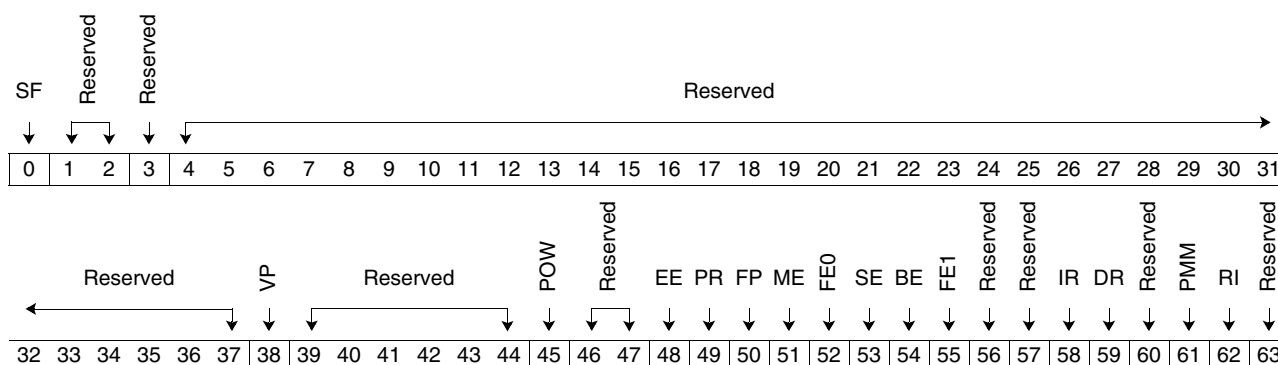 SF Reserved Reserved Reserved
0 1 2 3 4 5 6 7 8 9 10 11 12 13 14 15 16 17 18 19 20 21 22 23 24 25 26 27 28 29 30 31
Reserved VP Reserved POW Reserved EE PR FP ME FE0 SE BE FE1 Reserved Reserved IR DR Reserved PMM RI Reserved
32 33 34 35 36 37 38 39 40 41 42 43 44 45 46 47 48 49 50 51 52 53 54 55 56 57 58 59 60 61 62 63